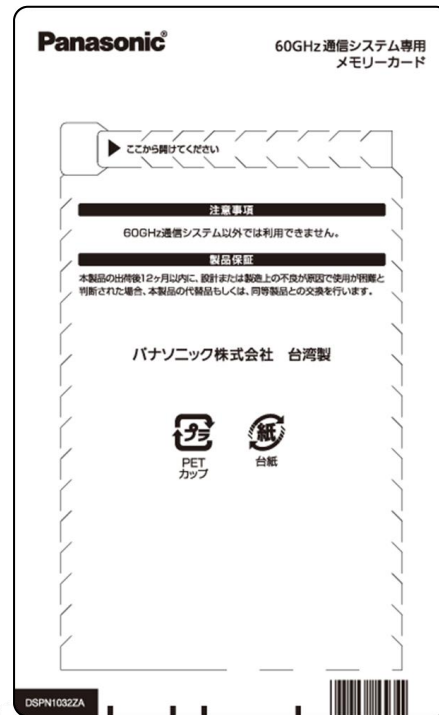 Panasonic®
60GHz通信システム専用
メモリーカード
▶ ここから開けてください
注意事項
60GHz通信システム以外では利用できません。
製品保証
本製品の出荷後12ヶ月以内に、設計または製造上の不良が原因で使用が困難と
判断された場合、本製品の代替品もしくは、同等製品との交換を行います。
パナソニック株式会社 台湾製
プラ
紙
PET
カップ
台紙
DSPN1032ZA